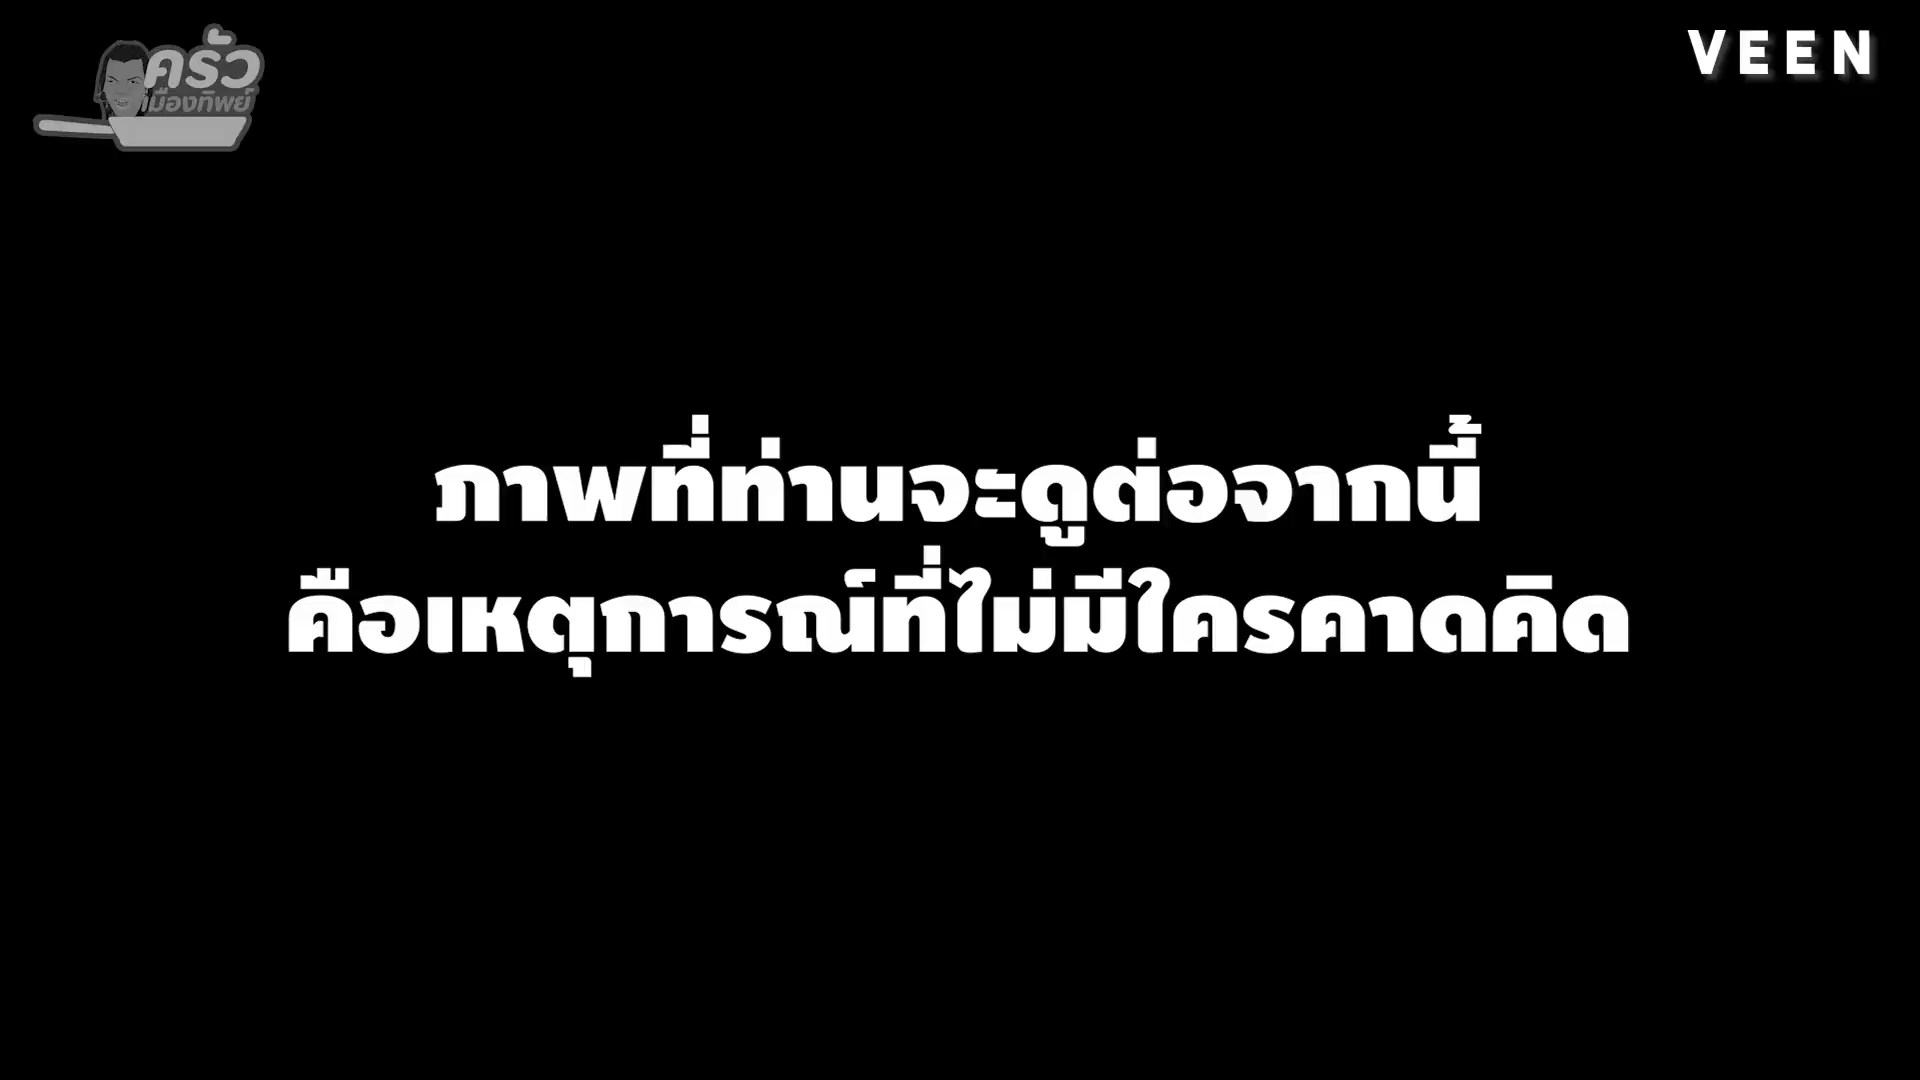 ครัว
เมืองทิพย์
VEEN
ภาพที่ท่านจะดูต่อจากนี้
คือเหตุการณ์ที่ไม่มีใครคาดคิด